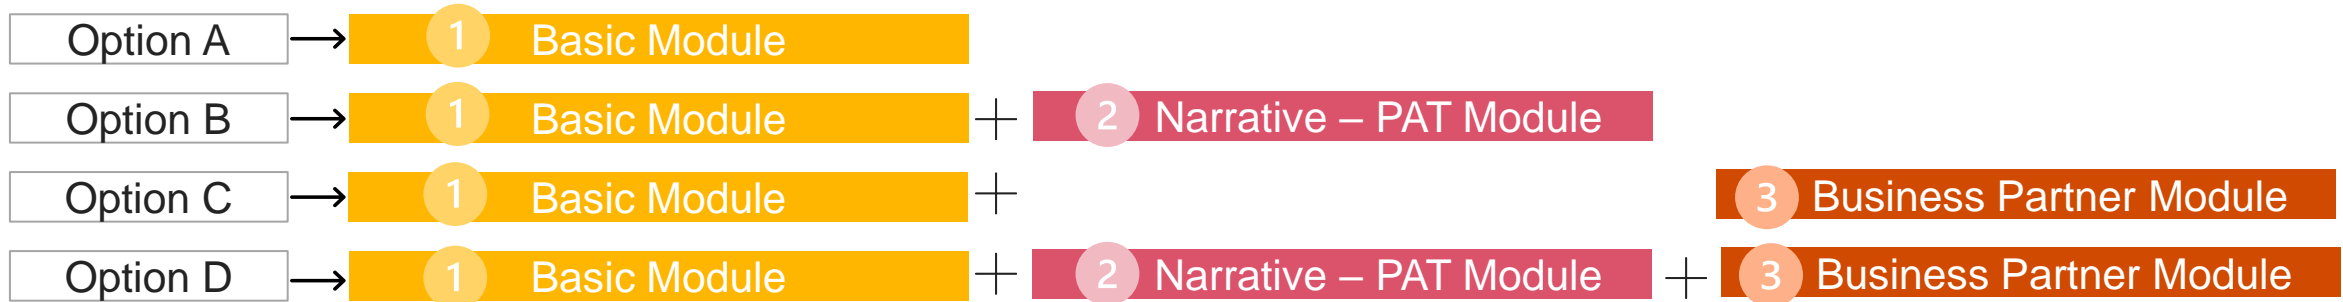 Option A 1 Basic Module
Option B 1 Basic Module + 2 Narrative – PAT Module
Option C 1 Basic Module + 3 Business Partner Module
Option D 1 Basic Module + 2 Narrative – PAT Module + 3 Business Partner Module